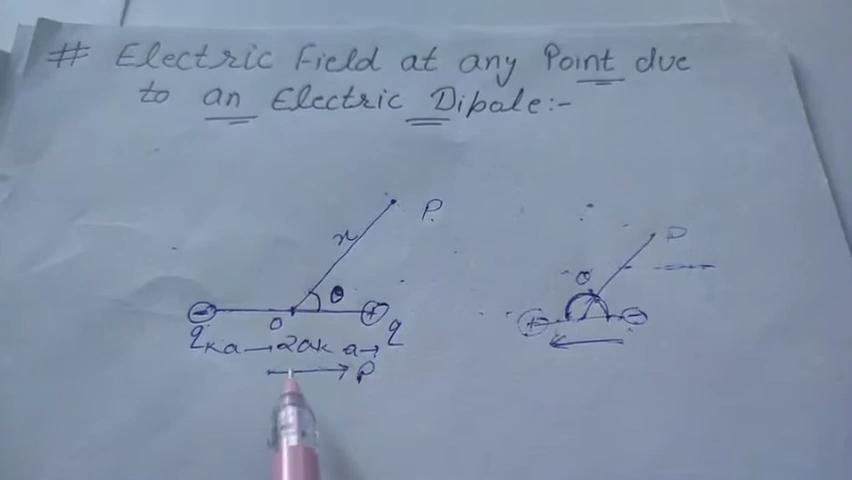 # Electric Field at any Point due
to an Electric Dipole:-
P
x
θ
O
q q
a 2a a
P
P
θ